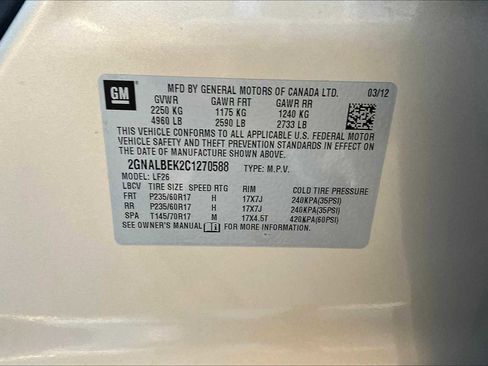 GM
MFD BY GENERAL MOTORS OF CANADA LTD. 03/12
GVWR GAWR FRT GAWR RR
2250 KG 1175 KG 1240 KG
4960 LB 2590 LB 2733 LB
THIS VEHICLE CONFORMS TO ALL APPLICABLE U.S. FEDERAL MOTOR
VEHICLE SAFETY AND THEFT PREVENTION STANDARDS IN EFFECT
ON THE DATE OF MANUFACTURE SHOWN ABOVE.
2GNALBEK2C1270588 TYPE: M.P.V.
MODEL: LF26
LBCV TIRE SIZE SPEED RTG RIM COLD TIRE PRESSURE
FRT P235/60R17 H 17X7J 240KPA(35PSI)
RR P235/60R17 H 17X7J 240KPA(35PSI)
SPA T145/70R17 M 17X4.5T 420KPA(60PSI)
SEE OWNER'S MANUAL FOR MORE INFORMATION.